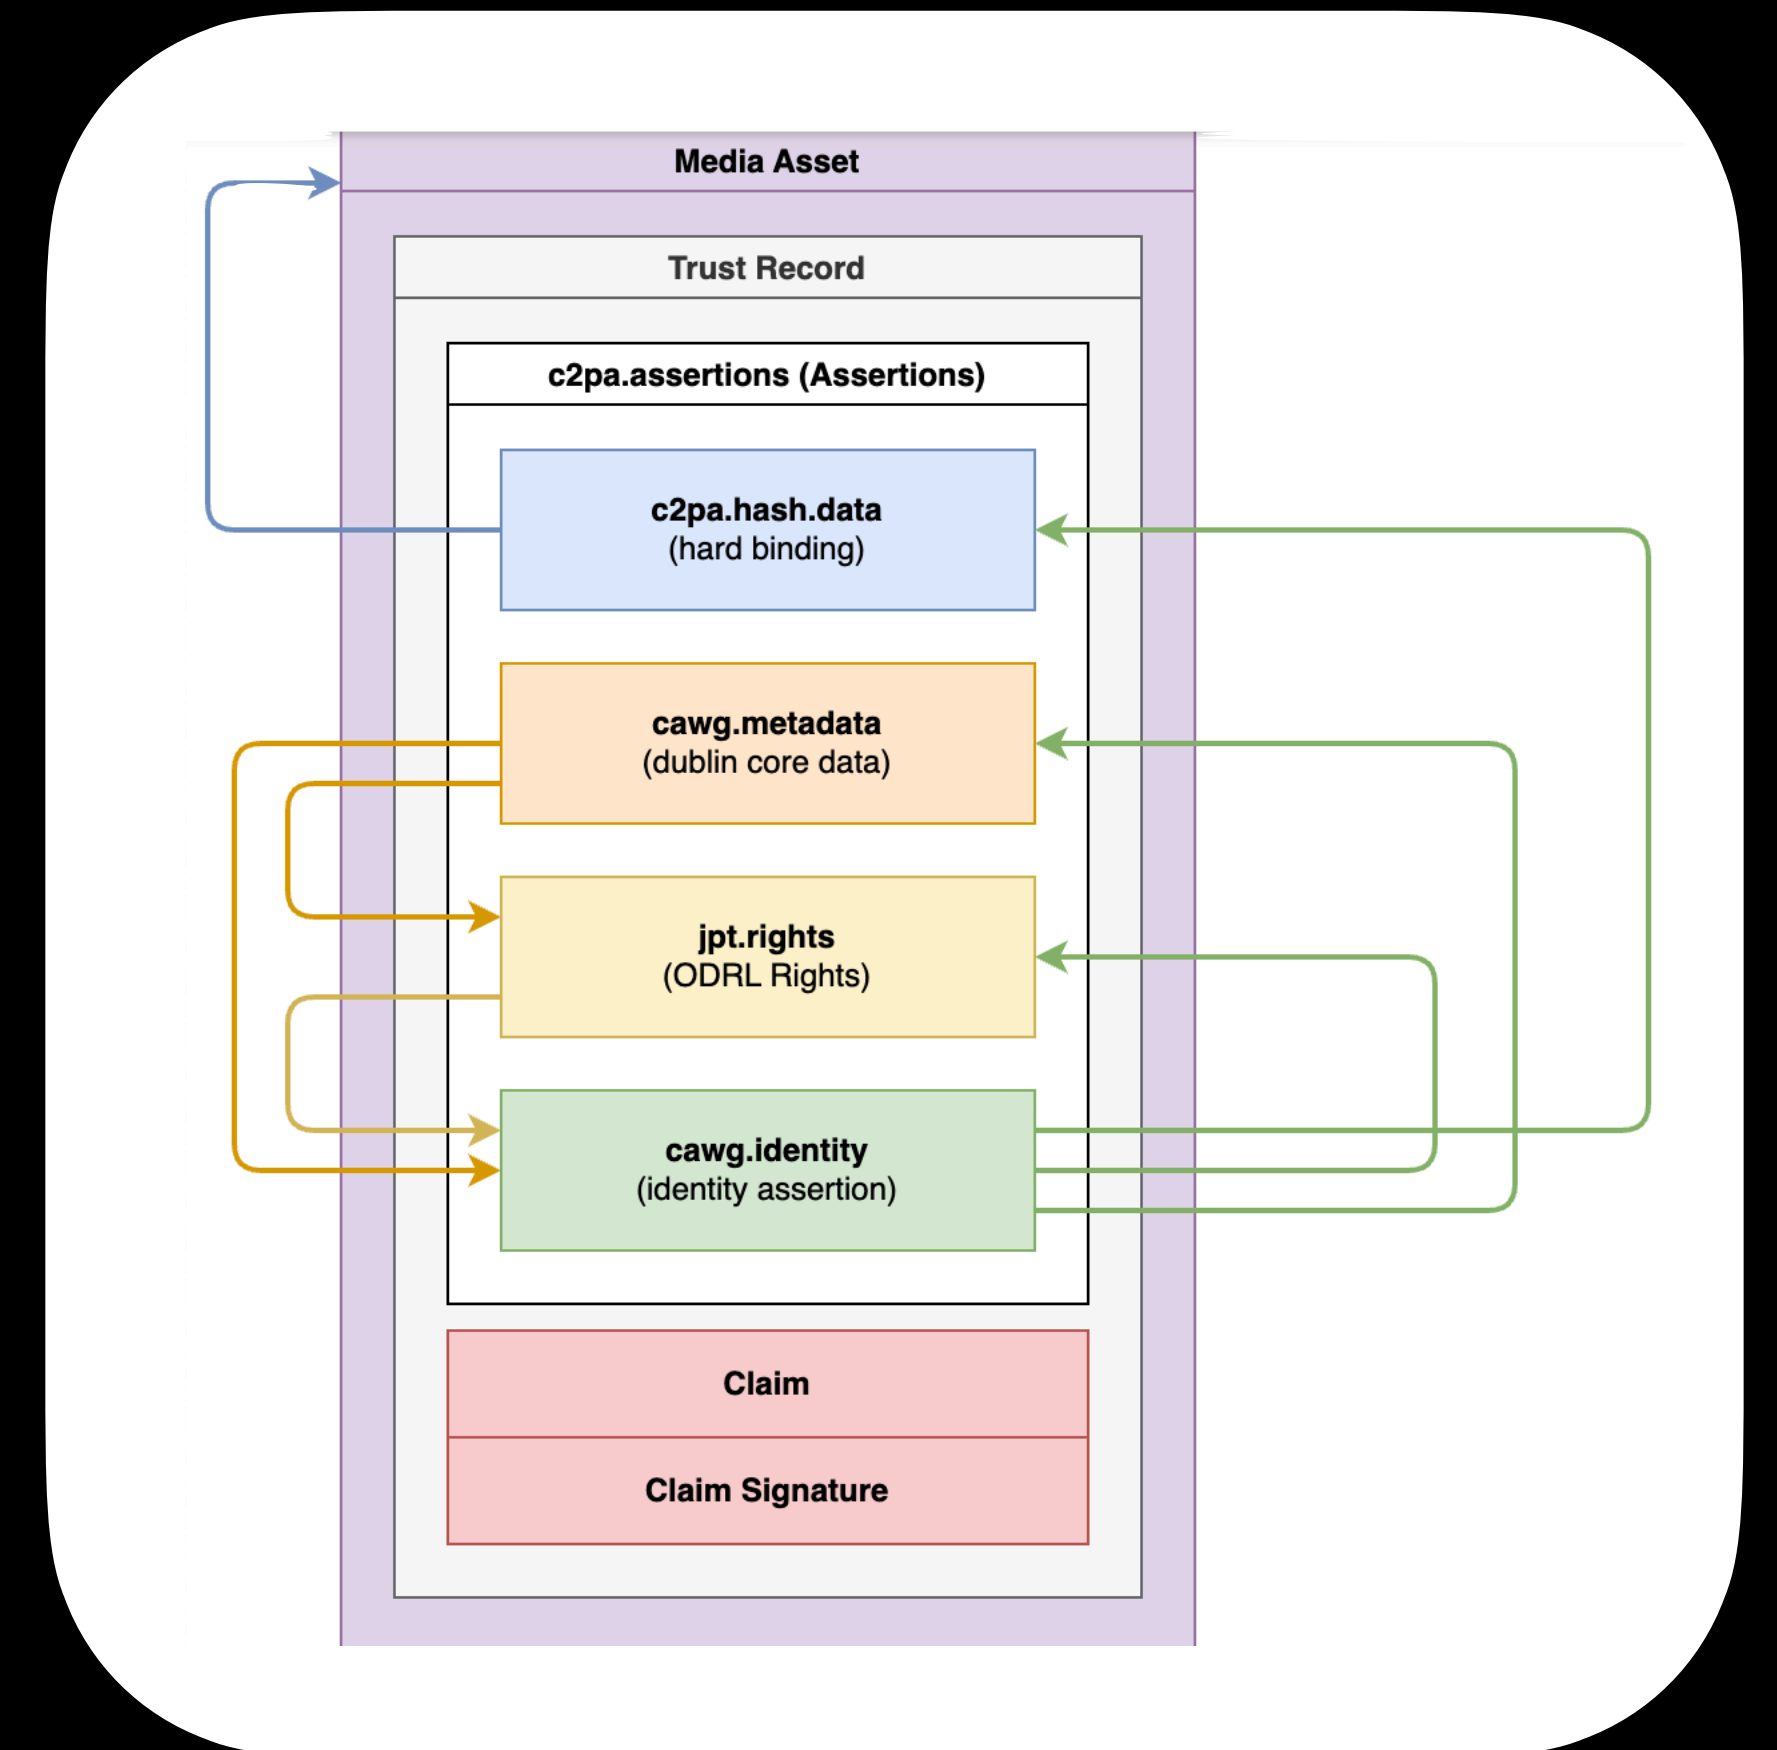 Media Asset
Trust Record
c2pa.assertions (Assertions)
c2pa.hash.data
(hard binding)
cawg.metadata
(dublin core data)
jpt.rights
(ODRL Rights)
cawg.identity
(identity assertion)
Claim
Claim Signature